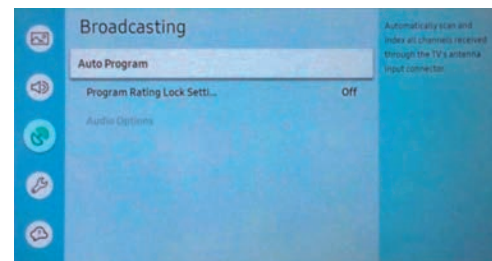 Broadcasting
Automatically scan and
index all channels received
through the TV's antenna
input connector.
Auto Program
Program Rating Lock Setti... Off
Audio Options